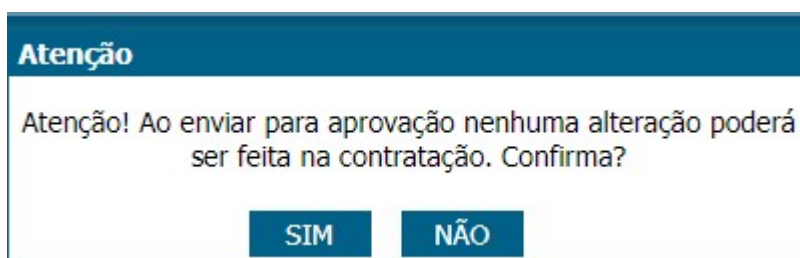 Atenção
Atenção! Ao enviar para aprovação nenhuma alteração poderá
ser feita na contratação. Confirma?
SIM NÃO